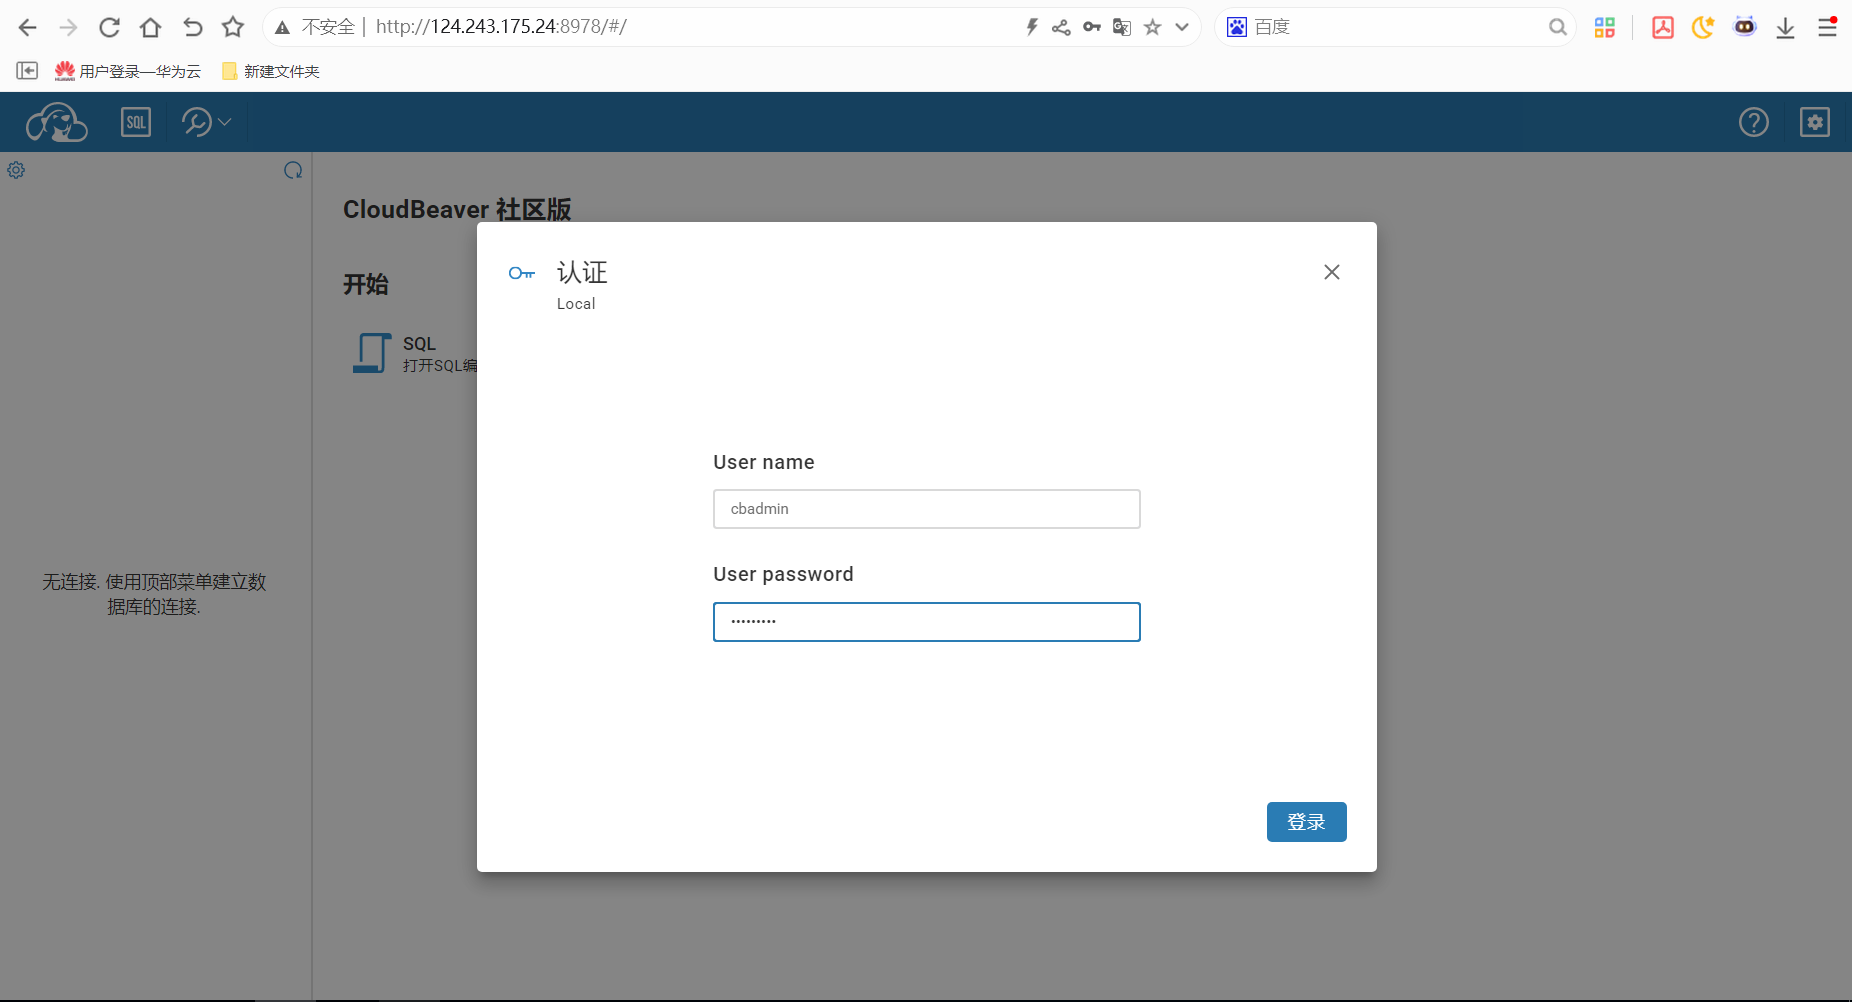 不安全 | http://124.243.175.24:8978/#/
百度
用户登录—华为云
新建文件夹
SQL
CloudBeaver 社区版
开始
SQL
打开SQL编
无连接. 使用顶部菜单建立数
据库的连接.
认证
Local
User name
cbadmin
User password
•••••••••
登录